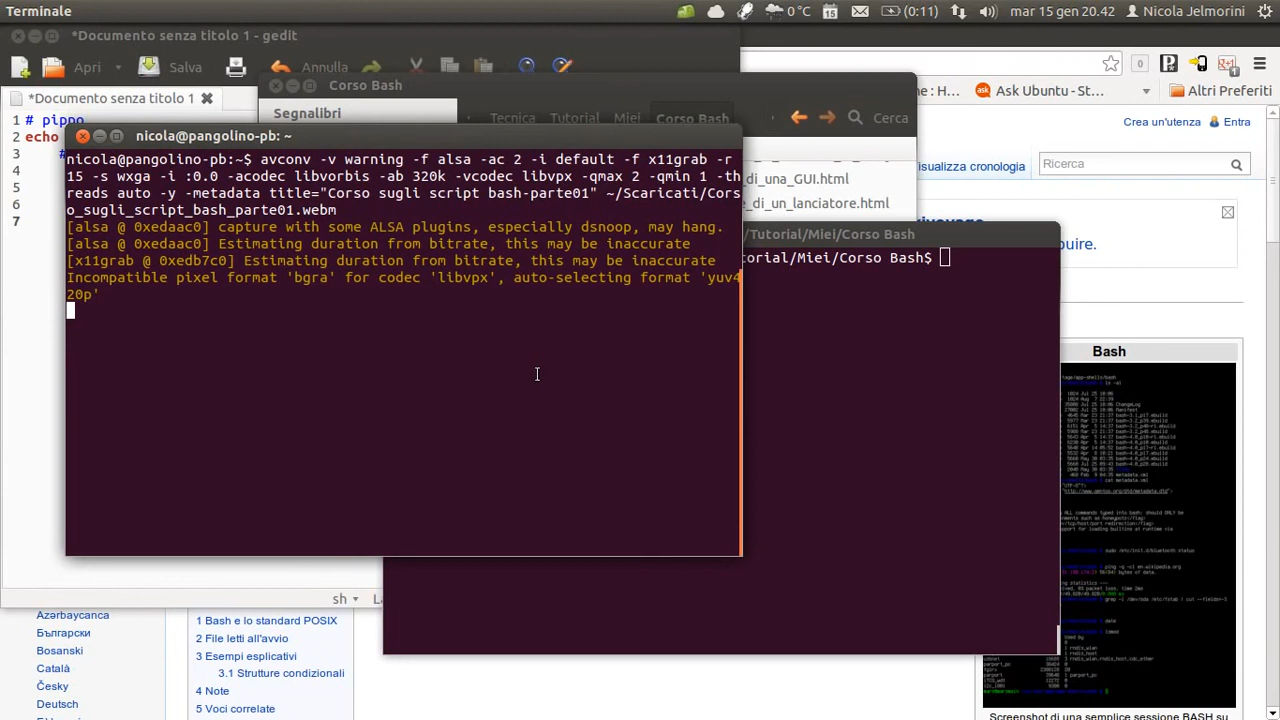 Terminale
0 °C
15
(0:11)
mar 15 gen 20.42
Nicola Jelmorini
*Documento senza titolo 1 - gedit
Apri
Salva
Annulla
*Documento senza titolo 1
1 # pippo
2 echo
3
4
5
6
7
Corso Bash
Segnalibri
Tecnica
Tutorial
Miei
Corso Bash
Cerca
di_una_GUI.html
di_un_lanciatore.html
0
1
: H…
Ask Ubuntu - St…
Altri Preferiti
Crea un'utenza
Entra
isualizza cronologia
Ricerca
nicola@pangolino-pb: ~
nicola@pangolino-pb:~$ avconv -v warning -f alsa -ac 2 -i default -f x11grab -r
15 -s wxga -i :0.0 -acodec libvorbis -ab 320k -vcodec libvpx -qmax 2 -qmin 1 -th
reads auto -y -metadata title="Corso sugli script bash-parte01" ~/Scaricati/Cors
o_sugli_script_bash_parte01.webm
[alsa @ 0xedaac0] capture with some ALSA plugins, especially dsnoop, may hang.
[alsa @ 0xedaac0] Estimating duration from bitrate, this may be inaccurate
[x11grab @ 0xedb7c0] Estimating duration from bitrate, this may be inaccurate
Incompatible pixel format 'bgra' for codec 'libvpx', auto-selecting format 'yuv4
20p'
/Tutorial/Miei/Corso Bash
torial/Miei/Corso Bash$
uire.
Bash
sh
Azərbaycanca
Български
Bosanski
Català
Česky
Deutsch
1 Bash e lo standard POSIX
2 File letti all'avvio
3 Esempi esplicativi
3.1 Strutture condizionali
4 Note
5 Voci correlate
Screenshot di una semplice sessione BASH su